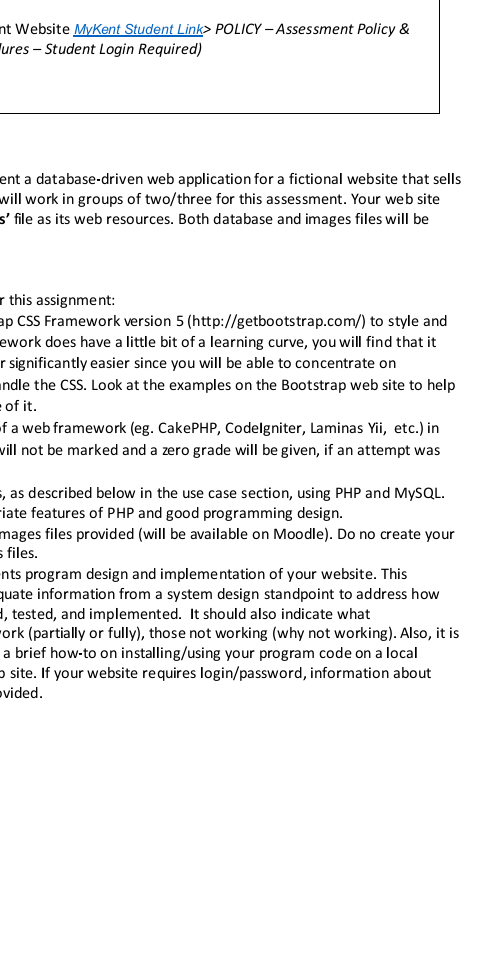 nt Website MyKent Student Link> POLICY – Assessment Policy &
dures – Student Login Required)
ent a database-driven web application for a fictional website that sells
will work in groups of two/three for this assessment. Your web site
s’ file as its web resources. Both database and images files will be
r this assignment:
ap CSS Framework version 5 (http://getbootstrap.com/) to style and
ework does have a little bit of a learning curve, you will find that it
r significantly easier since you will be able to concentrate on
andle the CSS. Look at the examples on the Bootstrap web site to help
e of it.
of a web framework (eg. CakePHP, CodeIgniter, Laminas Yii,  etc.) in
will not be marked and a zero grade will be given, if an attempt was
s, as described below in the use case section, using PHP and MySQL.
riate features of PHP and good programming design.
mages files provided (will be available on Moodle). Do no create your
s files.
ents program design and implementation of your website. This
quate information from a system design standpoint to address how
d, tested, and implemented.  It should also indicate what
ork (partially or fully), those not working (why not working). Also, it is
a brief how-to on installing/using your program code on a local
b site. If your website requires login/password, information about
ovided.